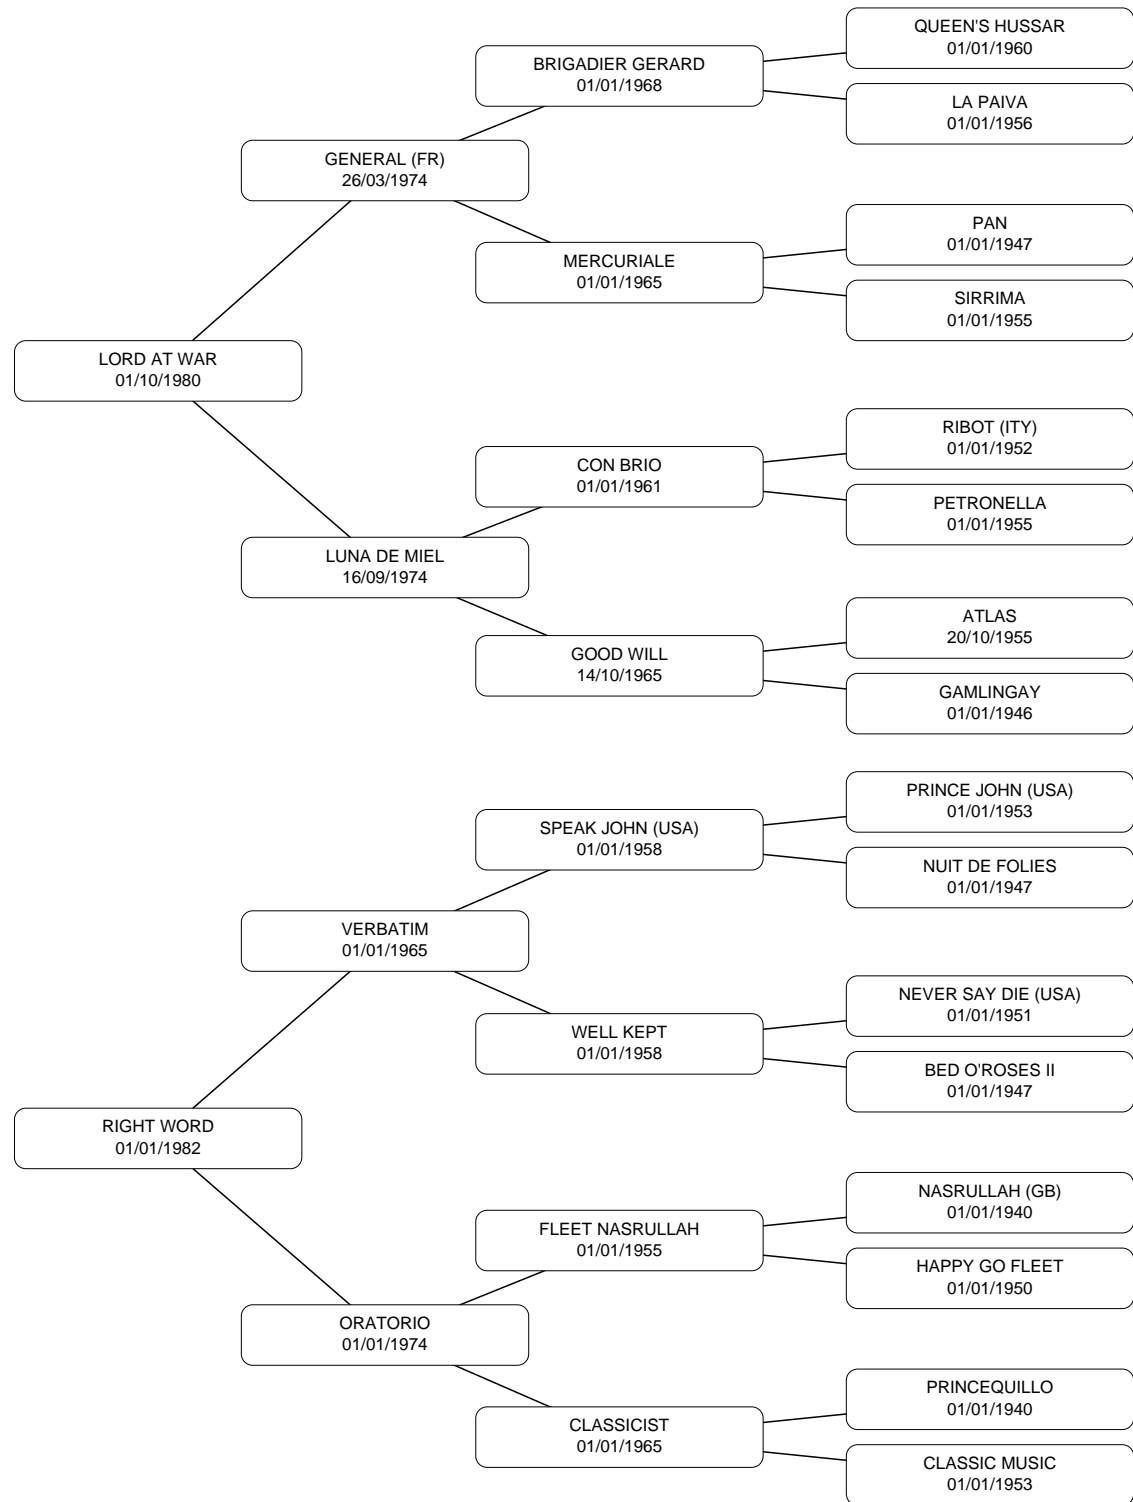 QUEEN'S HUSSAR
01/01/1960
BRIGADIER GERARD
01/01/1968
LA PAIVA
01/01/1956
GENERAL (FR)
26/03/1974
PAN
01/01/1947
MERCURIALE
01/01/1965
SIRRIMA
01/01/1955
LORD AT WAR
01/10/1980
RIBOT (ITY)
01/01/1952
CON BRIO
01/01/1961
PETRONELLA
01/01/1955
LUNA DE MIEL
16/09/1974
ATLAS
20/10/1955
GOOD WILL
14/10/1965
GAMLINGAY
01/01/1946
PRINCE JOHN (USA)
01/01/1953
SPEAK JOHN (USA)
01/01/1958
NUIT DE FOLIES
01/01/1947
VERBATIM
01/01/1965
NEVER SAY DIE (USA)
01/01/1951
WELL KEPT
01/01/1958
BED O'ROSES II
01/01/1947
RIGHT WORD
01/01/1982
NASRULLAH (GB)
01/01/1940
FLEET NASRULLAH
01/01/1955
HAPPY GO FLEET
01/01/1950
ORATORIO
01/01/1974
PRINCEQUILLO
01/01/1940
CLASSICIST
01/01/1965
CLASSIC MUSIC
01/01/1953